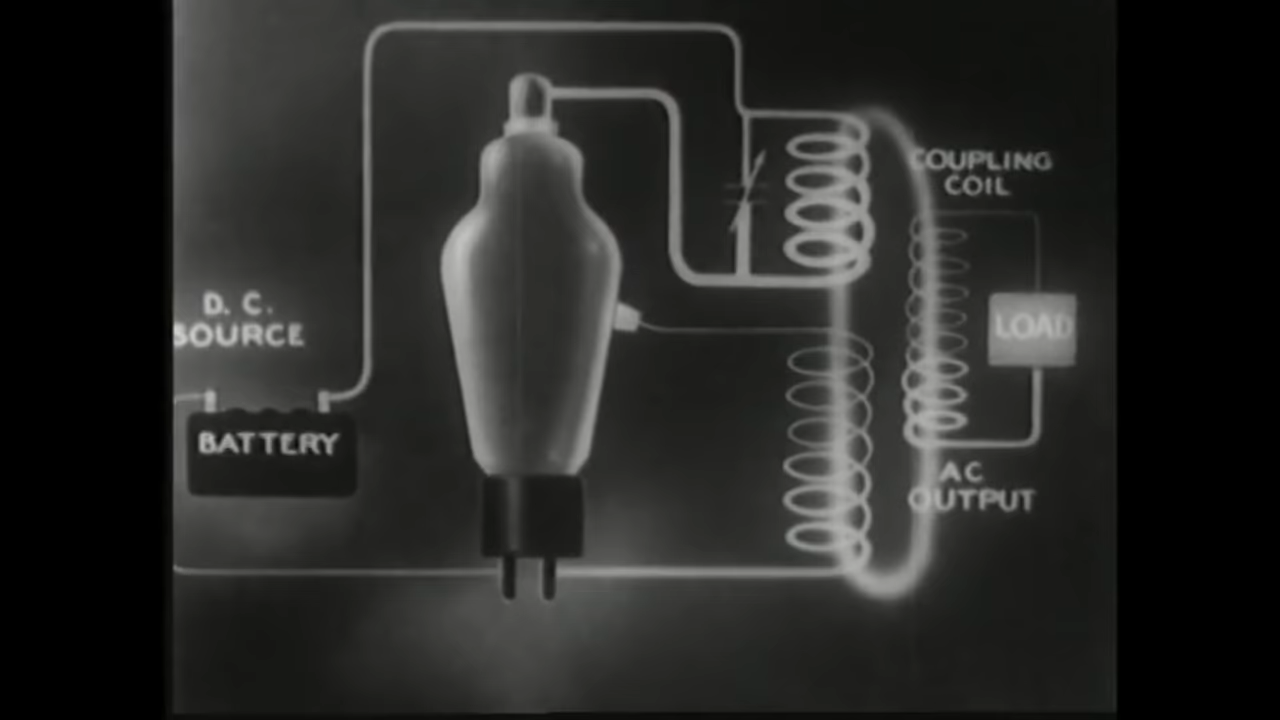 COUPLING
COIL
D. C.
SOURCE
LOAD
BATTERY
AC
OUTPUT